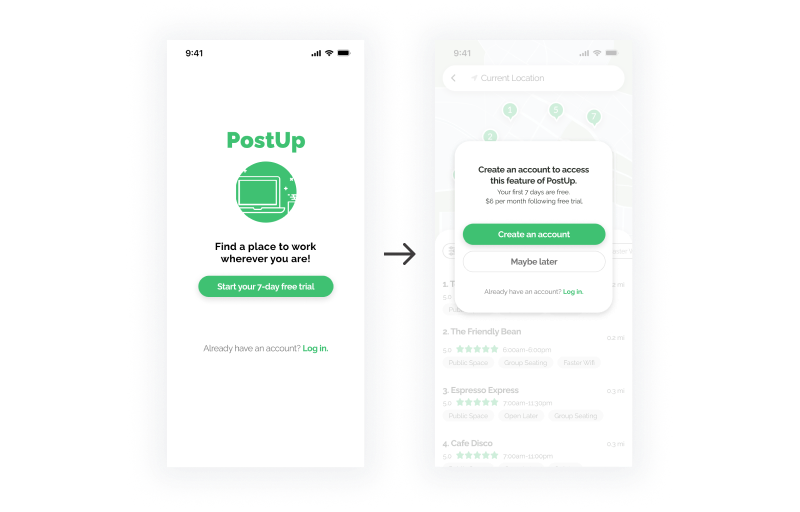 9:41
PostUp
Find a place to work
wherever you are!
Start your 7-day free trial
Already have an account? Log in.
9:41
Current Location
1
5
7
2
Create an account to access
this feature of PostUp.
Your first 7 days are free.
$6 per month following free trial.
Create an account
Maybe later
Already have an account? Log in.
1. T
5.0
2. The Friendly Bean
0.2 mi
5.0 6:00am-6:00pm
Public Space Group Seating Faster Wifi
3. Espresso Express
0.3 mi
5.0 7:00am-11:30pm
Public Space Open Late Group Seating
4. Cafe Disco
0.3 mi
5.0 7:00am-11:00pm